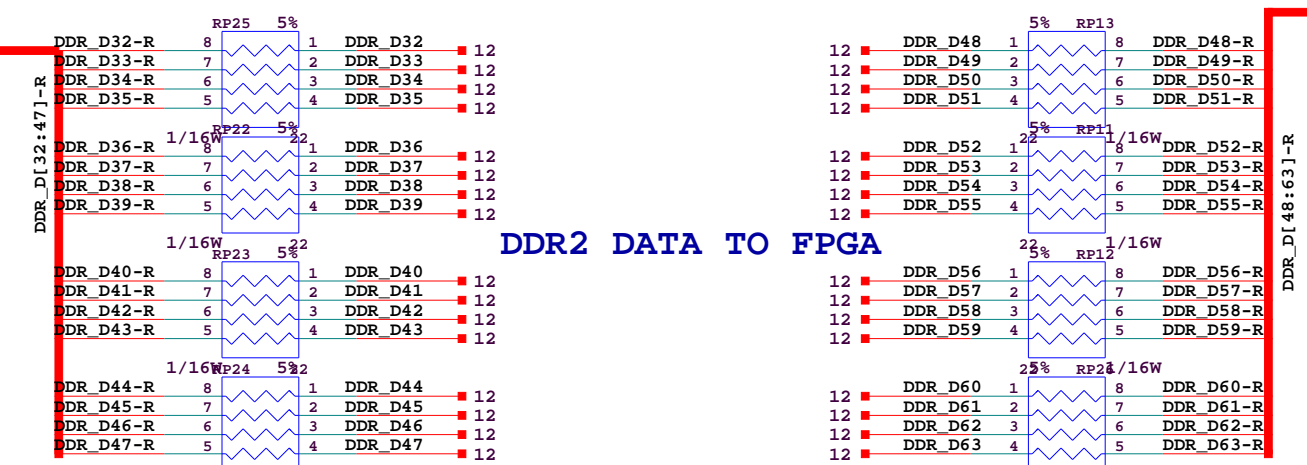 RP25 5% 5% RP13
DDR_D32-R 8 1 DDR_D32 12 12 DDR_D48 1 8 DDR_D48-R
DDR_D33-R 7 2 DDR_D33 12 12 DDR_D49 2 7 DDR_D49-R
DDR_D34-R 6 3 DDR_D34 12 12 DDR_D50 3 6 DDR_D50-R
DDR_D35-R 5 4 DDR_D35 12 12 DDR_D51 4 5 DDR_D51-R
1/16W RP22 5% 22 22 5% RP11 1/16W
DDR_D36-R 8 1 DDR_D36 12 12 DDR_D52 1 8 DDR_D52-R
DDR_D37-R 7 2 DDR_D37 12 12 DDR_D53 2 7 DDR_D53-R
DDR_D38-R 6 3 DDR_D38 12 12 DDR_D54 3 6 DDR_D54-R
DDR_D39-R 5 4 DDR_D39 12 12 DDR_D55 4 5 DDR_D55-R
DDR_D[32:47]-R
DDR_D[48:63]-R
DDR2 DATA TO FPGA
1/16W 22 22 1/16W
RP23 5% 5% RP12
DDR_D40-R 8 1 DDR_D40 12 12 DDR_D56 1 8 DDR_D56-R
DDR_D41-R 7 2 DDR_D41 12 12 DDR_D57 2 7 DDR_D57-R
DDR_D42-R 6 3 DDR_D42 12 12 DDR_D58 3 6 DDR_D58-R
DDR_D43-R 5 4 DDR_D43 12 12 DDR_D59 4 5 DDR_D59-R
1/16W RP24 5% 22 22 5% 1/16W
DDR_D44-R 8 1 DDR_D44 12 12 DDR_D60 1 8 DDR_D60-R
DDR_D45-R 7 2 DDR_D45 12 12 DDR_D61 2 7 DDR_D61-R
DDR_D46-R 6 3 DDR_D46 12 12 DDR_D62 3 6 DDR_D62-R
DDR_D47-R 5 4 DDR_D47 12 12 DDR_D63 4 5 DDR_D63-R